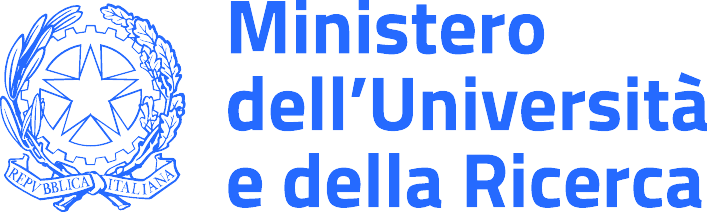 Ministero
dell’Università
e della Ricerca
REPVBBLICA ITALIANA